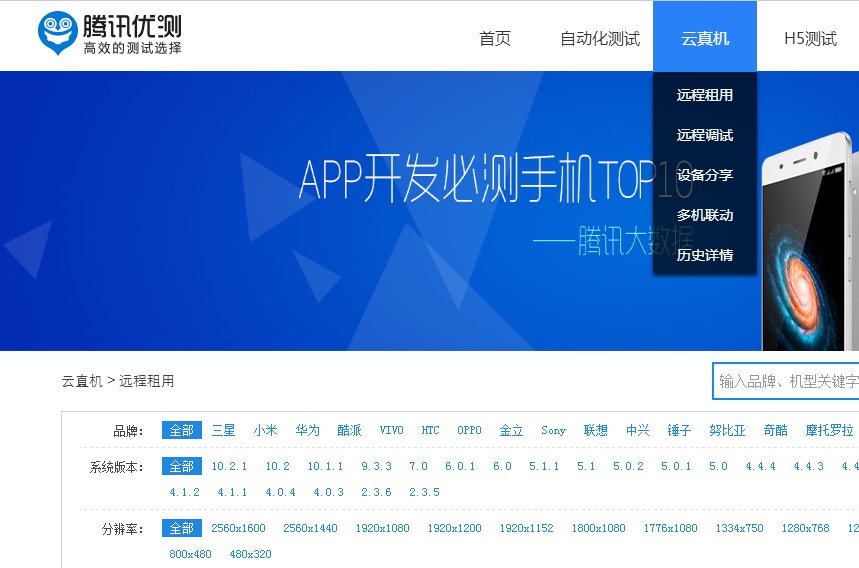 腾讯优测
高效的测试选择
首页 自动化测试 云真机 H5测试
远程租用
远程调试
设备分享
多机联动
历史详情
APP开发必测手机TOP10
——腾讯大数据
云真机 > 远程租用
输入品牌、机型关键字
品牌： 全部 三星 小米 华为 酷派 VIVO HTC OPPO 金立 Sony 联想 中兴 锤子 努比亚 奇酷 摩托罗拉
系统版本： 全部 10.2.1 10.2 10.1.1 9.3.3 7.0 6.0.1 6.0 5.1.1 5.1 5.0.2 5.0.1 5.0 4.4.4 4.4.3 4.4
4.1.2 4.1.1 4.0.4 4.0.3 2.3.6 2.3.5
分辨率： 全部 2560x1600 2560x1440 1920x1080 1920x1200 1920x1152 1800x1080 1776x1080 1334x750 1280x768 12
800x480 480x320